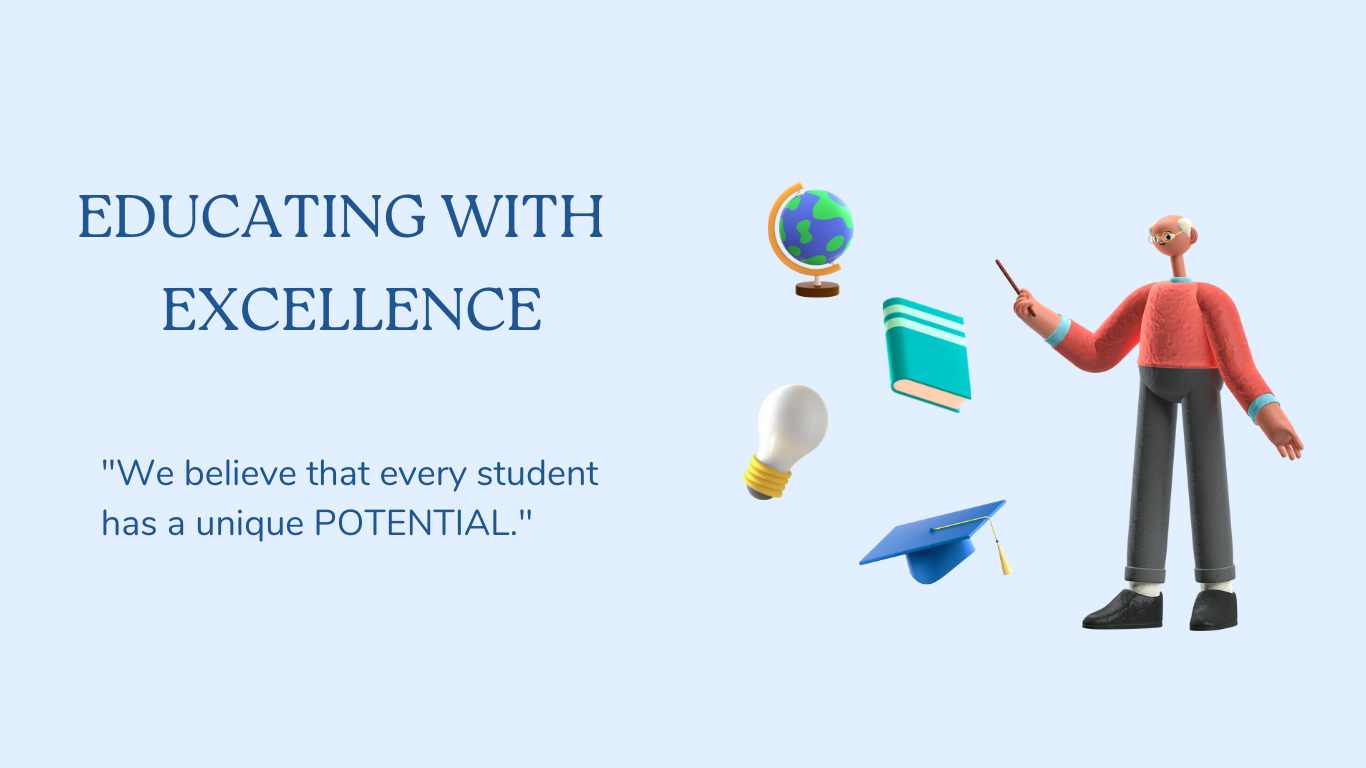 EDUCATING WITH
EXCELLENCE
"We believe that every student
has a unique POTENTIAL."